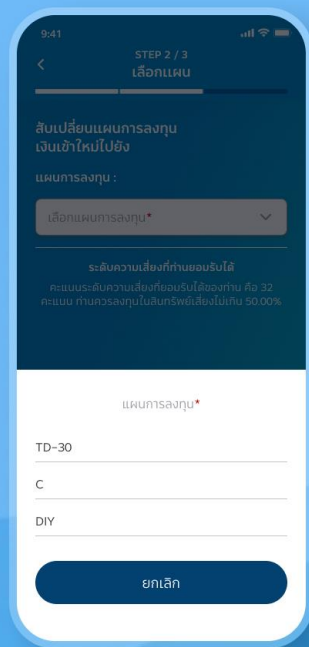 9:41
STEP 2 / 3
เลือกแผน
สับเปลี่ยนแผนการลงทุน
เงินเข้าใหม่ไปยัง
แผนการลงทุน :
เลือกแผนการลงทุน*
ระดับความเสี่ยงที่ท่านยอมรับได้
คะแนนระดับความเสี่ยงที่ยอมรับได้ของท่าน คือ 32
คะแนน ท่านควรลงทุนในสินทรัพย์เสี่ยงไม่เกิน 50.00%
แผนการลงทุน*
TD-30
C
DIY
ยกเลิก